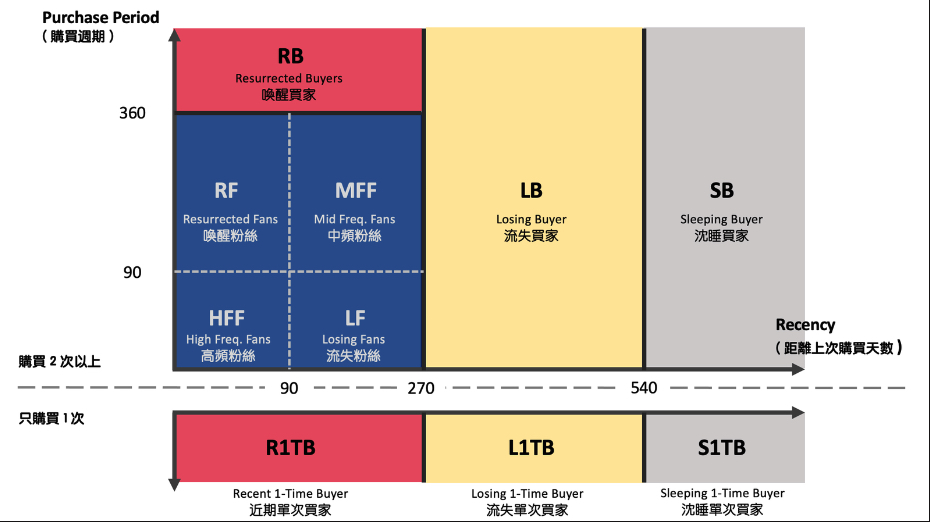 Purchase Period
（購買週期）
RB
Resurrected Buyers
喚醒買家
360
RF
Resurrected Fans
喚醒粉絲
MFF
Mid Freq. Fans
中頻粉絲
LB
Losing Buyer
流失買家
SB
Sleeping Buyer
沈睡買家
90
HFF
High Freq. Fans
高頻粉絲
LF
Losing Fans
流失粉絲
Recency
（距離上次購買天數）
購買 2 次以上
90
270
540
只購買 1 次
R1TB
L1TB
S1TB
Recent 1-Time Buyer
近期單次買家
Losing 1-Time Buyer
流失單次買家
Sleeping 1-Time Buyer
沈睡單次買家